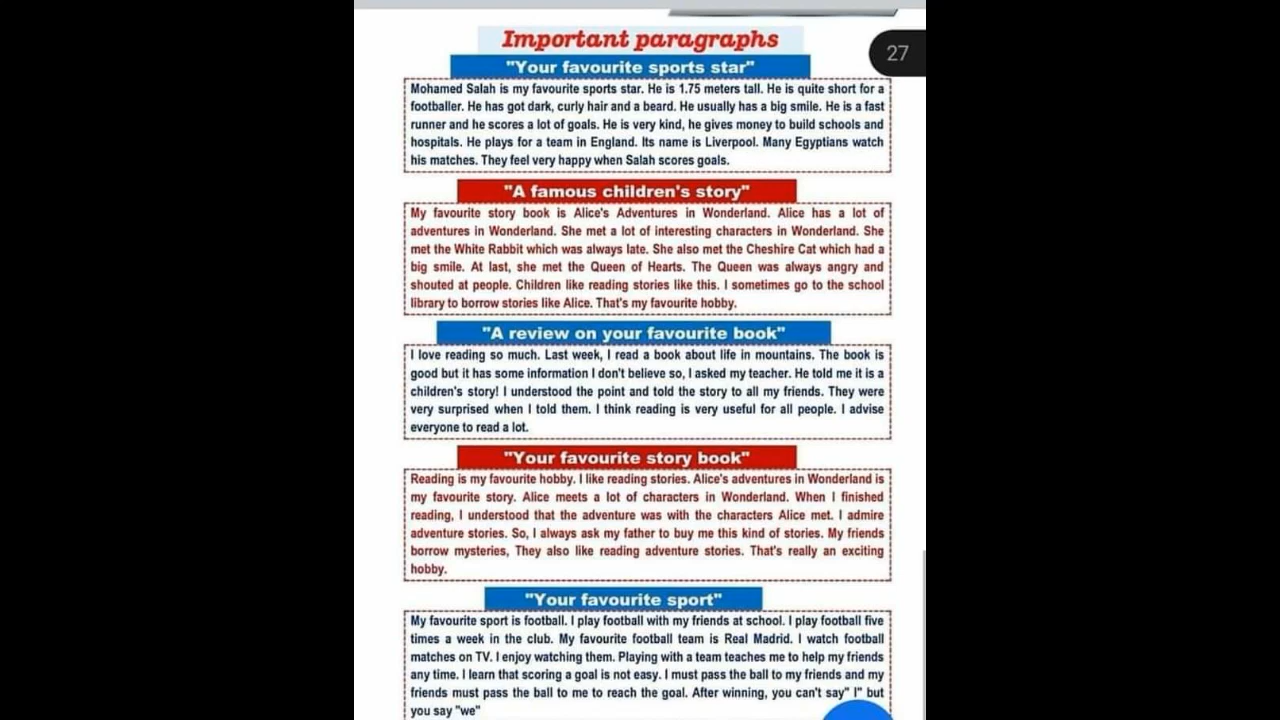 27
Important paragraphs
"Your favourite sports star"
Mohamed Salah is my favourite sports star. He is 1.75 meters tall. He is quite short for a
footballer. He has got dark, curly hair and a beard. He usually has a big smile. He is a fast
runner and he scores a lot of goals. He is very kind, he gives money to build schools and
hospitals. He plays for a team in England. Its name is Liverpool. Many Egyptians watch
his matches. They feel very happy when Salah scores goals.
"A famous children's story"
My favourite story book is Alice's Adventures in Wonderland. Alice has a lot of
adventures in Wonderland. She met a lot of interesting characters in Wonderland. She
met the White Rabbit which was always late. She also met the Cheshire Cat which had a
big smile. At last, she met the Queen of Hearts. The Queen was always angry and
shouted at people. Children like reading stories like this. I sometimes go to the school
library to borrow stories like Alice. That's my favourite hobby.
"A review on your favourite book"
I love reading so much. Last week, I read a book about life in mountains. The book is
good but it has some information I don't believe so, I asked my teacher. He told me it is a
children's story! I understood the point and told the story to all my friends. They were
very surprised when I told them. I think reading is very useful for all people. I advise
everyone to read a lot.
"Your favourite story book"
Reading is my favourite hobby. I like reading stories. Alice's adventures in Wonderland is
my favourite story. Alice meets a lot of characters in Wonderland. When I finished
reading, I understood that the adventure was with the characters Alice met. I admire
adventure stories. So, I always ask my father to buy me this kind of stories. My friends
borrow mysteries, They also like reading adventure stories. That's really an exciting
hobby.
"Your favourite sport"
My favourite sport is football. I play football with my friends at school. I play football five
times a week in the club. My favourite football team is Real Madrid. I watch football
matches on TV. I enjoy watching them. Playing with a team teaches me to help my friends
any time. I learn that scoring a goal is not easy. I must pass the ball to my friends and my
friends must pass the ball to me to reach the goal. After winning, you can't say" I" but
you say "we"